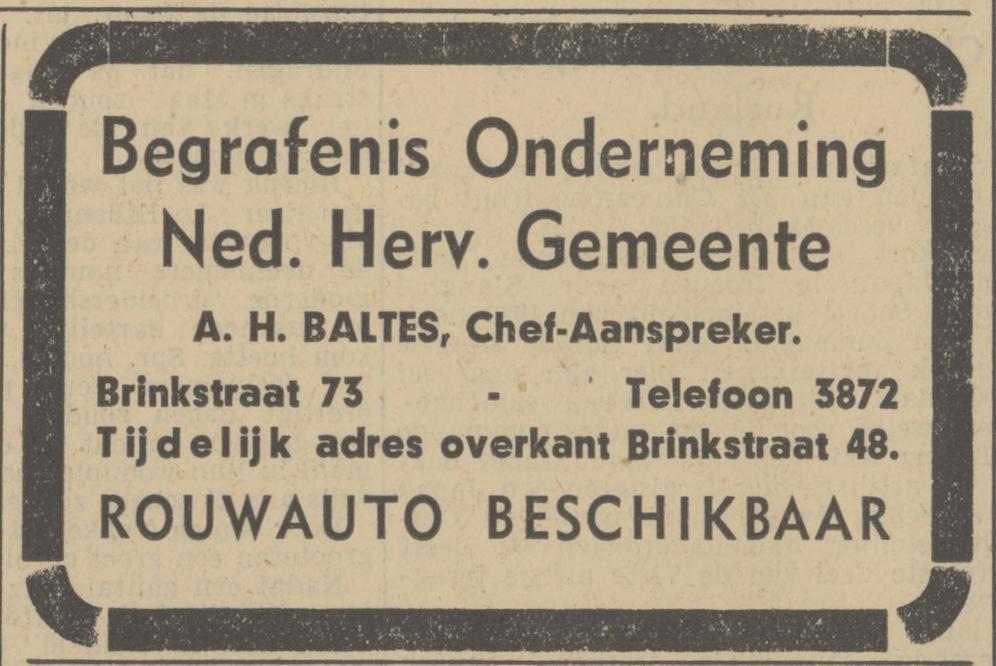 Begrafenis Onderneming
Ned. Herv. Gemeente
A. H. BALTES, Chef-Aanspreker.
Brinkstraat 73 - Telefoon 3872
Tijdelijk adres overkant Brinkstraat 48.
ROUWAUTO BESCHIKBAAR